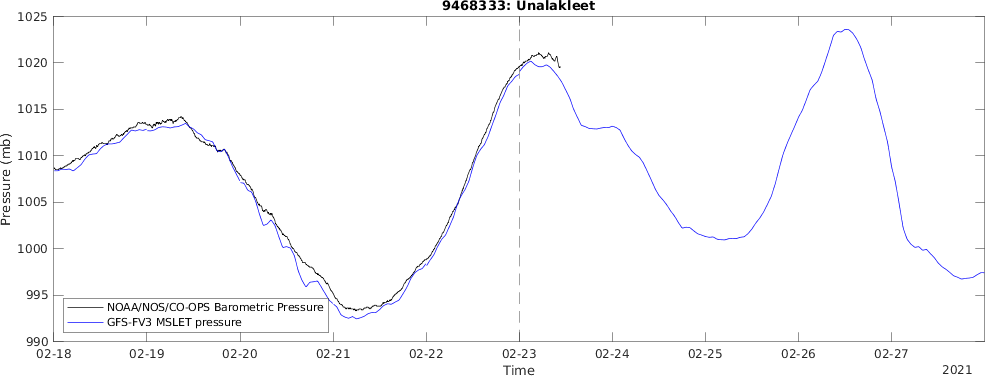 9468333: Unalakleet
Pressure (mb)
1025
1020
1015
1010
1005
1000
995
990
NOAA/NOS/CO-OPS Barometric Pressure
GFS-FV3 MSLET pressure
02-18 02-19 02-20 02-21 02-22 02-23 02-24 02-25 02-26 02-27
Time
2021